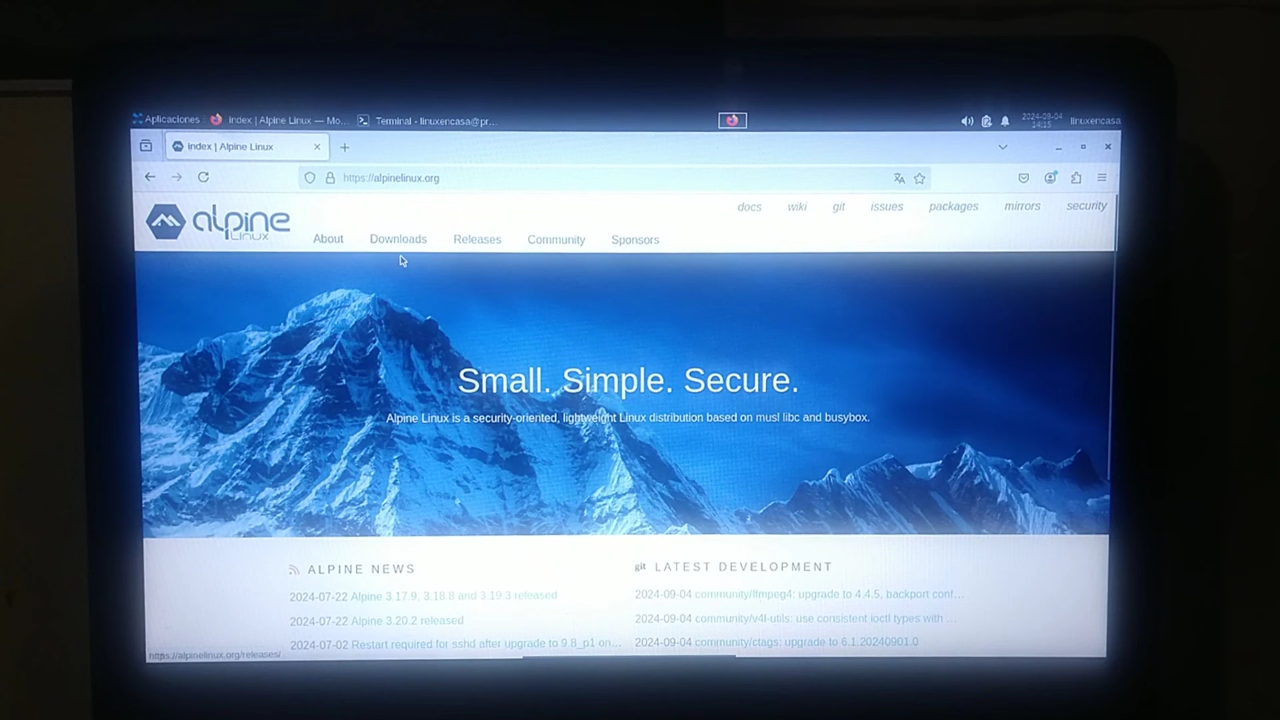 Aplicaciones
index | Alpine Linux — Mo...
Terminal - linuxencasa@pr...
2024-09-04
14:15
linuxencasa
index | Alpine Linux
https://alpinelinux.org
docs wiki git issues packages mirrors security
alpine
Linux
About Downloads Releases Community Sponsors
Small. Simple. Secure.
Alpine Linux is a security-oriented, lightweight Linux distribution based on musl libc and busybox.
ALPINE NEWS
2024-07-22 Alpine 3.17.9, 3.18.8 and 3.19.3 released
2024-07-22 Alpine 3.20.2 released
2024-07-02 Restart required for sshd after upgrade to 9.8_p1 on...
git LATEST DEVELOPMENT
2024-09-04 community/ffmpeg4: upgrade to 4.4.5, backport conf...
2024-09-04 community/v4l-utils: use consistent ioctl types with ...
2024-09-04 community/ctags: upgrade to 6.1.20240901.0
https://alpinelinux.org/releases/